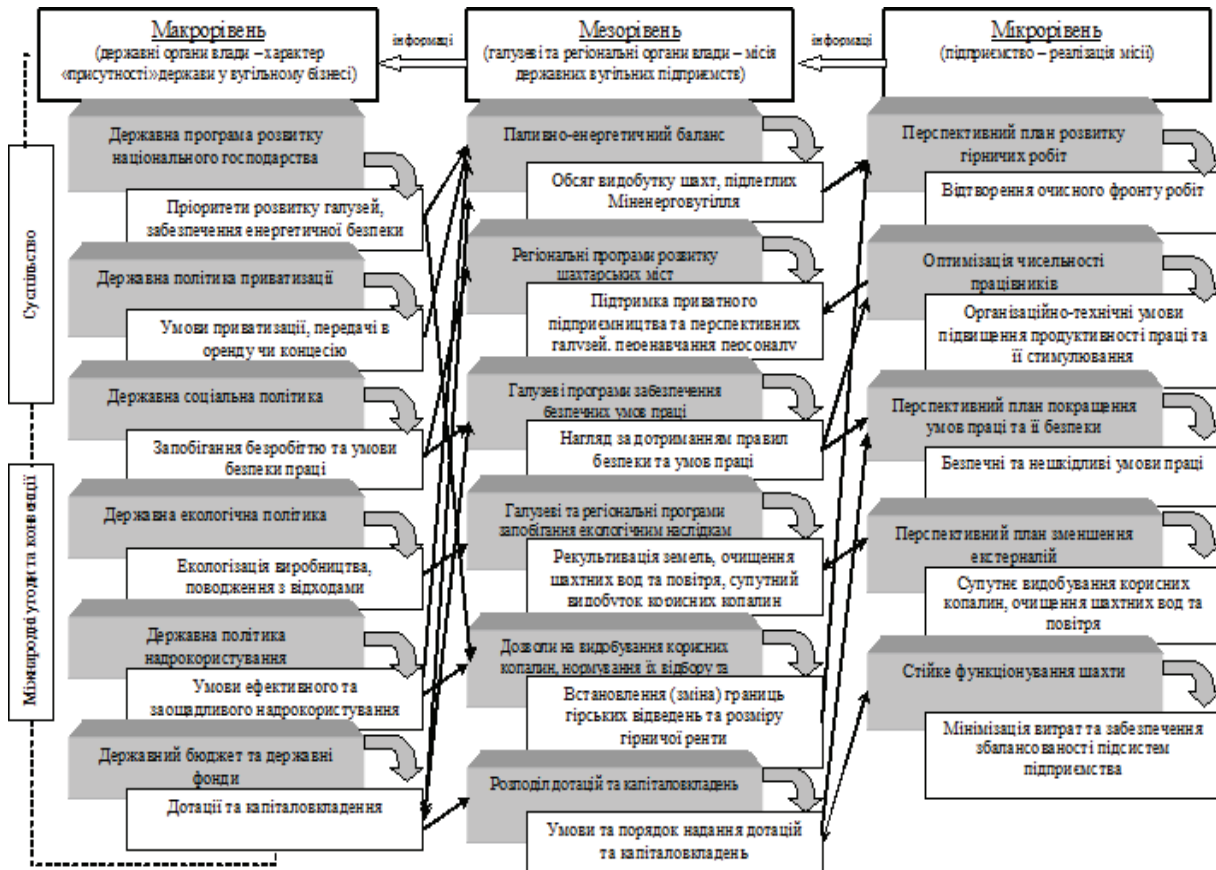 Макрорівень
(державні органи влади – характер
«присутності» держави у вугільному бізнесі)
інформаці
Мезорівень
(галузеві та регіональні органи влади – місія
державних вугільних підприємств)
інформаці
Мікрорівень
(підприємство – реалізація місії)
Суспільство
Міжнародні угоди та конвенції
Державна програма розвитку
національного господарства
Пріоритети розвитку галузей,
забезпечення енергетичної безпеки
Державна політика приватизації
Умови приватизації, передачі в
оренду чи концесію
Державна соціальна політика
Запобігання безробіттю та умови
безпеки праці
Державна екологічна політика
Екологізація виробництва,
поводження з відходами
Державна політика
надрокористування
Умови ефективного та
заощадливого надрокористування
Державний бюджет та державні
фонди
Дотації та капіталовкладення
Паливно-енергетичний баланс
Обсяг видобутку шахт, підлеглих
Міненерговугілля
Регіональні програми розвитку
шахтарських міст
Підтримка приватного
підприємництва та перспективних
галузей, перенавчання персоналу
Галузеві програми забезпечення
безпечних умов праці
Нагляд за дотриманням правил
безпеки та умов праці
Галузеві та регіональні програми
запобігання екологічним наслідкам
Рекультивація земель, очищення
шахтних вод та повітря, супутний
видобуток корисних копалин
Дозволи на видобування корисних
копалин, нормування їх відбору та
Встановлення (зміна) границь
гірських відведень та розміру
гірничої ренти
Розподіл дотацій та капіталовкладень
Умови та порядок надання дотацій
та капіталовкладень
Перспективний план розвитку
гірничих робіт
Відтворення очисного фронту робіт
Оптимізація чисельності
працівників
Організаційно-технічні умови
підвищення продуктивності праці та
її стимулювання
Перспективний план покращення
умов праці та її безпеки
Безпечні та нешкідливі умови праці
Перспективний план зменшення
екстерналій
Супутнє видобування корисних
копалин, очищення шахтних вод та
повітря
Стійке функціонування шахти
Мінімізація витрат та забезпечення
збалансованості підсистем
підприємства